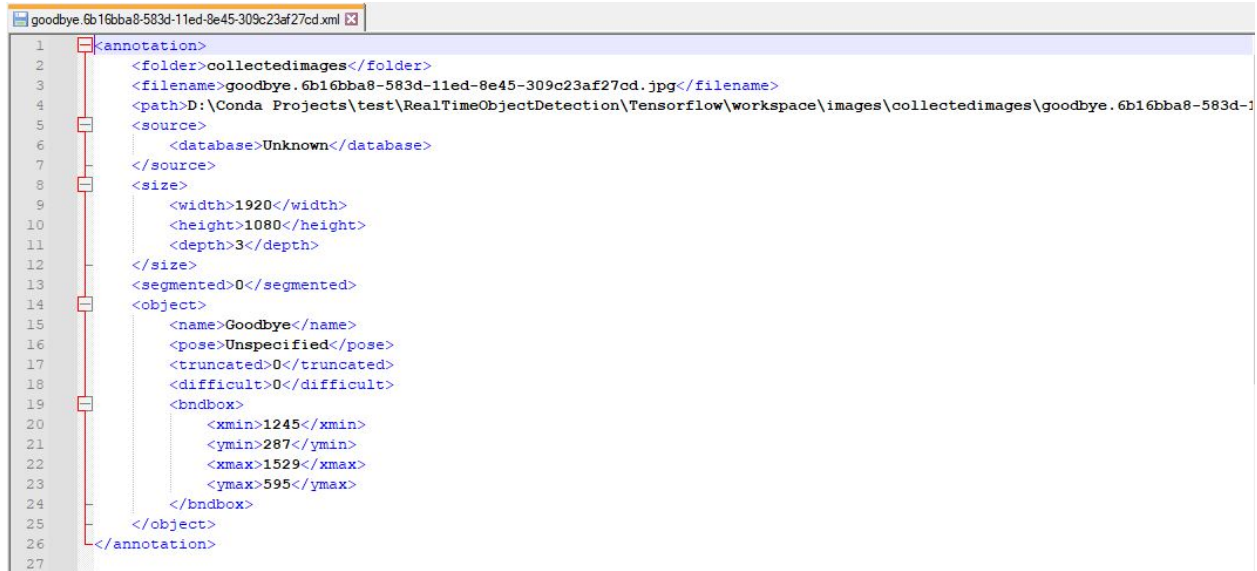 goodbye.6b16bba8-583d-11ed-8e45-309c23af27cd.xml
1 <annotation>
2 <folder>collectedimages</folder>
3 <filename>goodbye.6b16bba8-583d-11ed-8e45-309c23af27cd.jpg</filename>
4 <path>D:\Conda Projects\test\RealTimeObjectDetection\Tensorflow\workspace\images\collectedimages\goodbye.6b16bba8-583d-1
5 <source>
6 <database>Unknown</database>
7 </source>
8 <size>
9 <width>1920</width>
10 <height>1080</height>
11 <depth>3</depth>
12 </size>
13 <segmented>0</segmented>
14 <object>
15 <name>Goodbye</name>
16 <pose>Unspecified</pose>
17 <truncated>0</truncated>
18 <difficult>0</difficult>
19 <bndbox>
20 <xmin>1245</xmin>
21 <ymin>287</ymin>
22 <xmax>1529</xmax>
23 <ymax>595</ymax>
24 </bndbox>
25 </object>
26 </annotation>
27